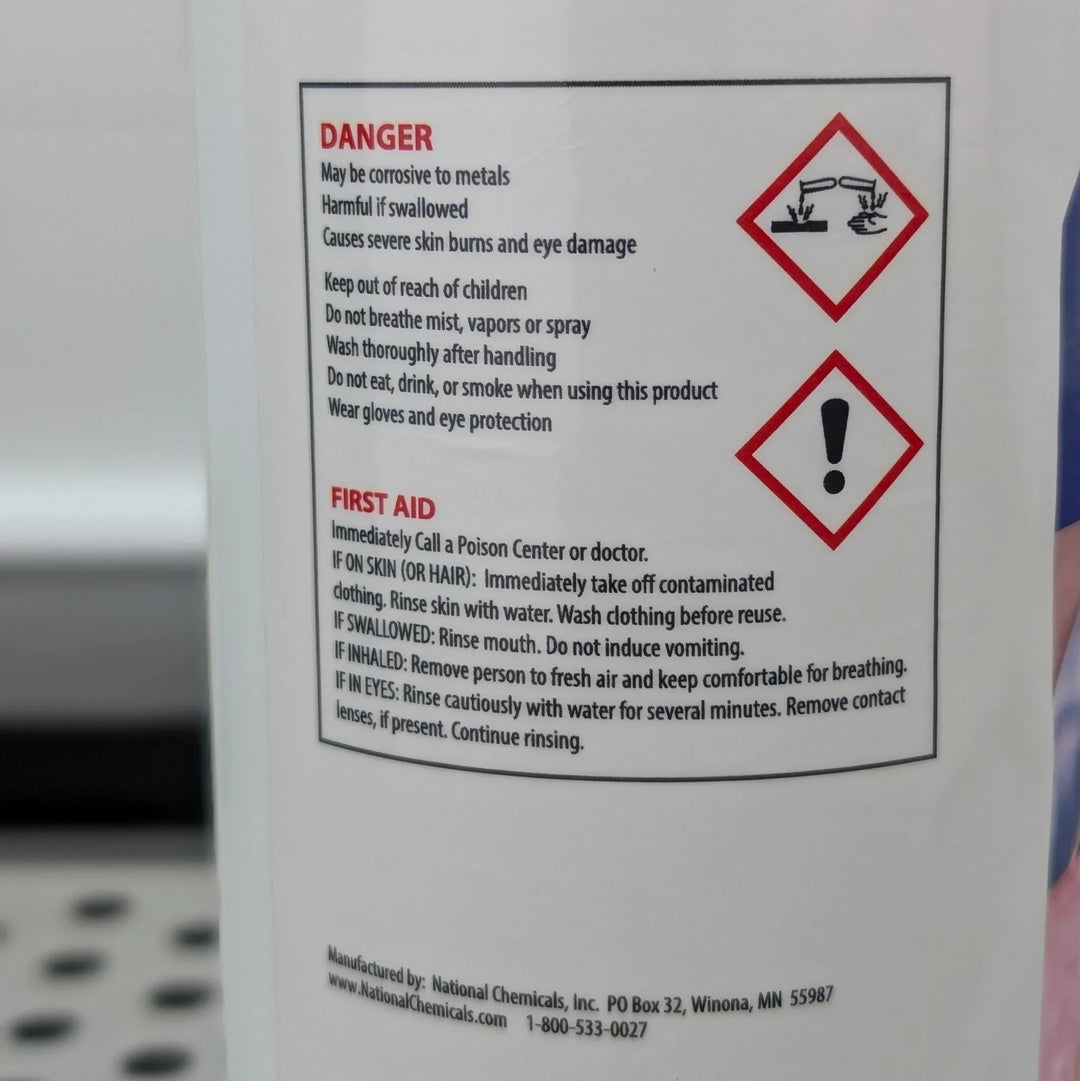 DANGER
May be corrosive to metals
Harmful if swallowed
Causes severe skin burns and eye damage
Keep out of reach of children
Do not breathe mist, vapors or spray
Wash thoroughly after handling
Do not eat, drink, or smoke when using this product
Wear gloves and eye protection
FIRST AID
Immediately Call a Poison Center or doctor.
IF ON SKIN (OR HAIR): Immediately take off contaminated
clothing. Rinse skin with water. Wash clothing before reuse.
IF SWALLOWED: Rinse mouth. Do not induce vomiting.
IF INHALED: Remove person to fresh air and keep comfortable for breathing.
IF IN EYES: Rinse cautiously with water for several minutes. Remove contact
lenses, if present. Continue rinsing.
Manufactured by: National Chemicals, Inc. PO Box 32, Winona, MN 55987
www.NationalChemicals.com 1-800-533-0027